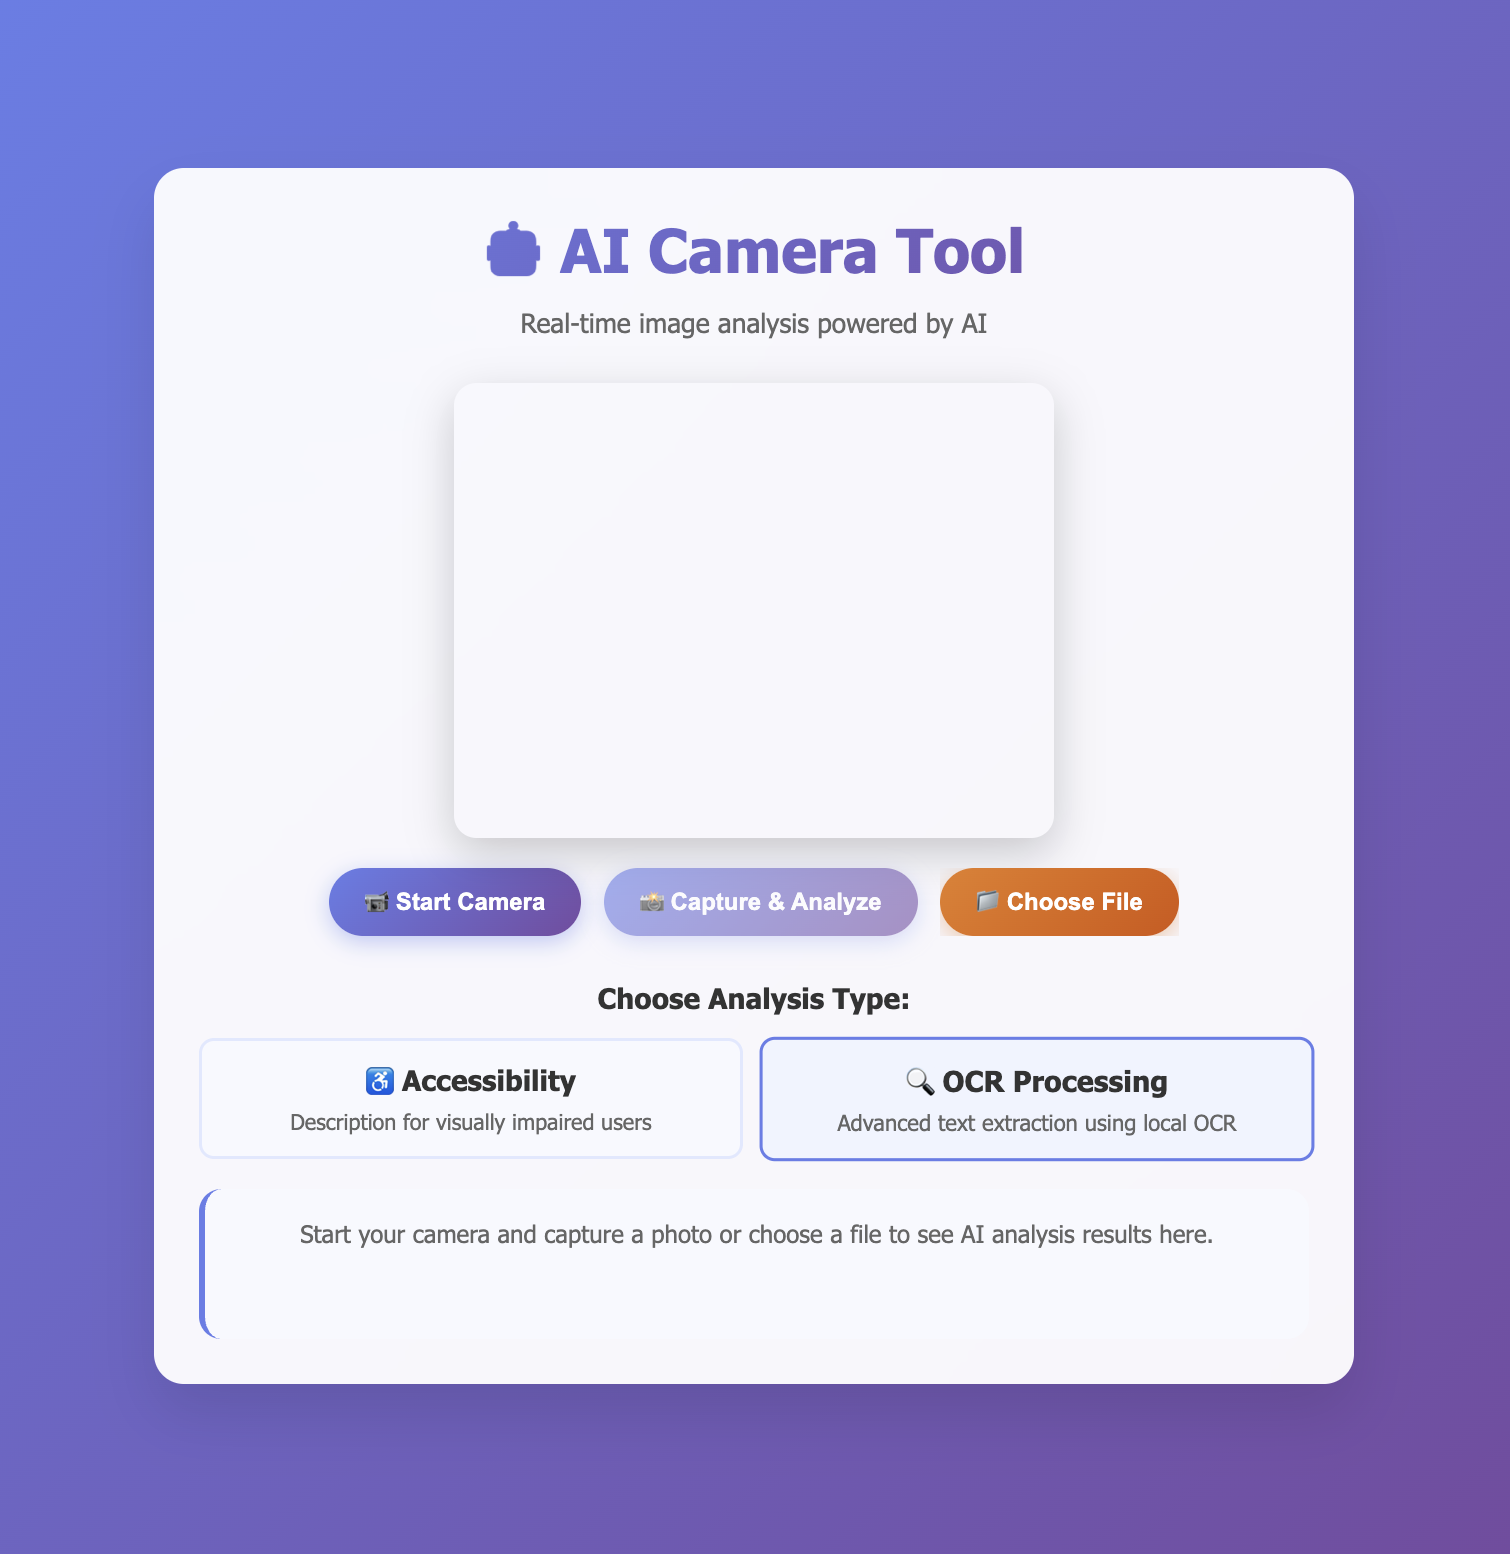 AI Camera Tool
Real-time image analysis powered by AI
Start Camera
Capture & Analyze
Choose File
Choose Analysis Type:
Accessibility
Description for visually impaired users
OCR Processing
Advanced text extraction using local OCR
Start your camera and capture a photo or choose a file to see AI analysis results here.